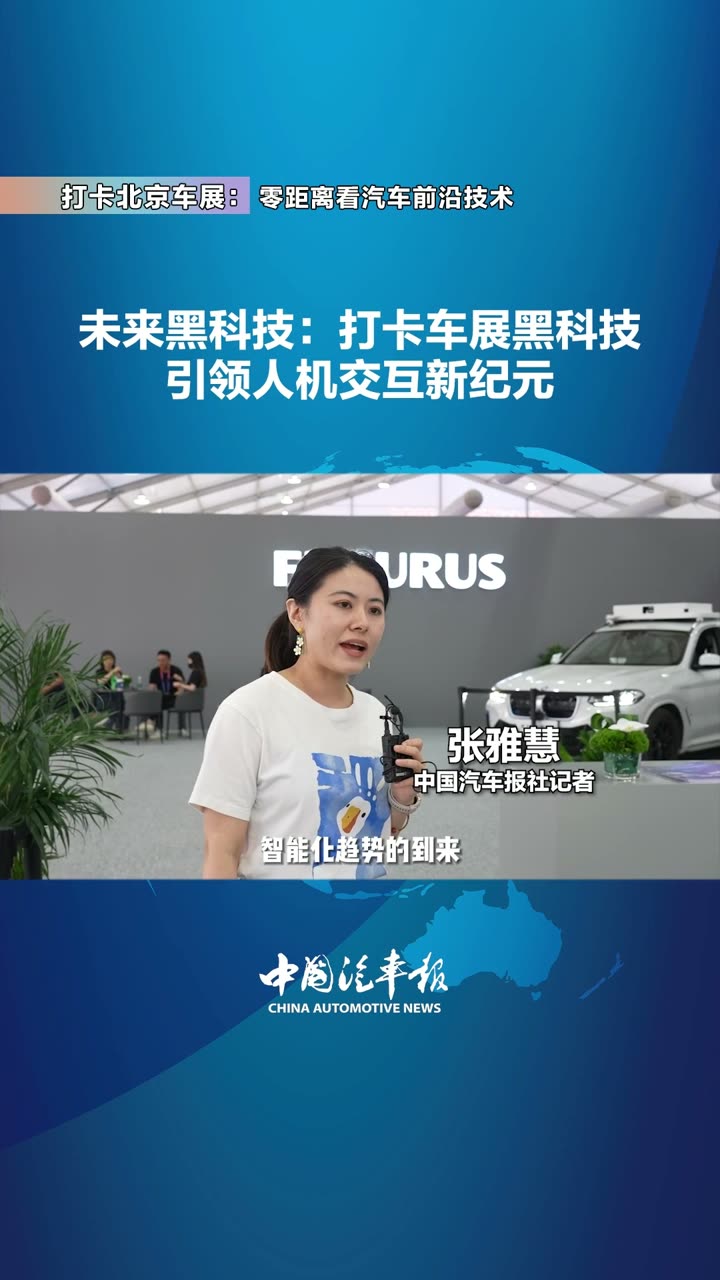 打卡北京车展：零距离看汽车前沿技术
未来黑科技：打卡车展黑科技
引领人机交互新纪元
张雅慧
中国汽车报社记者
智能化趋势的到来
中国汽车报
CHINA AUTOMOTIVE NEWS